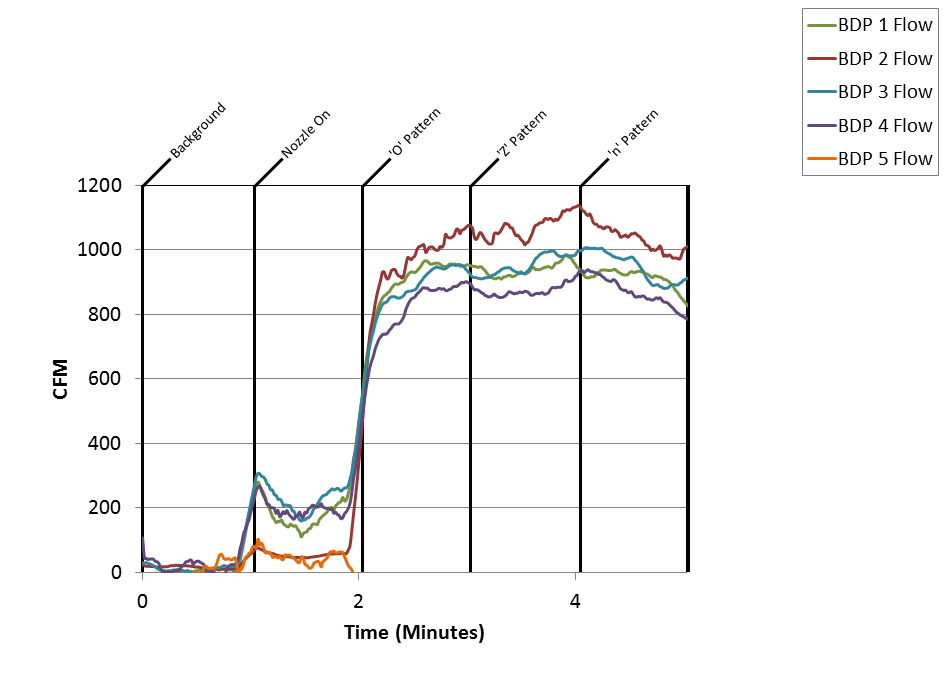 BDP 1 Flow
BDP 2 Flow
BDP 3 Flow
BDP 4 Flow
BDP 5 Flow
Background
Nozzle On
'O' Pattern
'Z' Pattern
'n' Pattern
1200
1000
800
600
400
200
0
CFM
0 2 4
Time (Minutes)